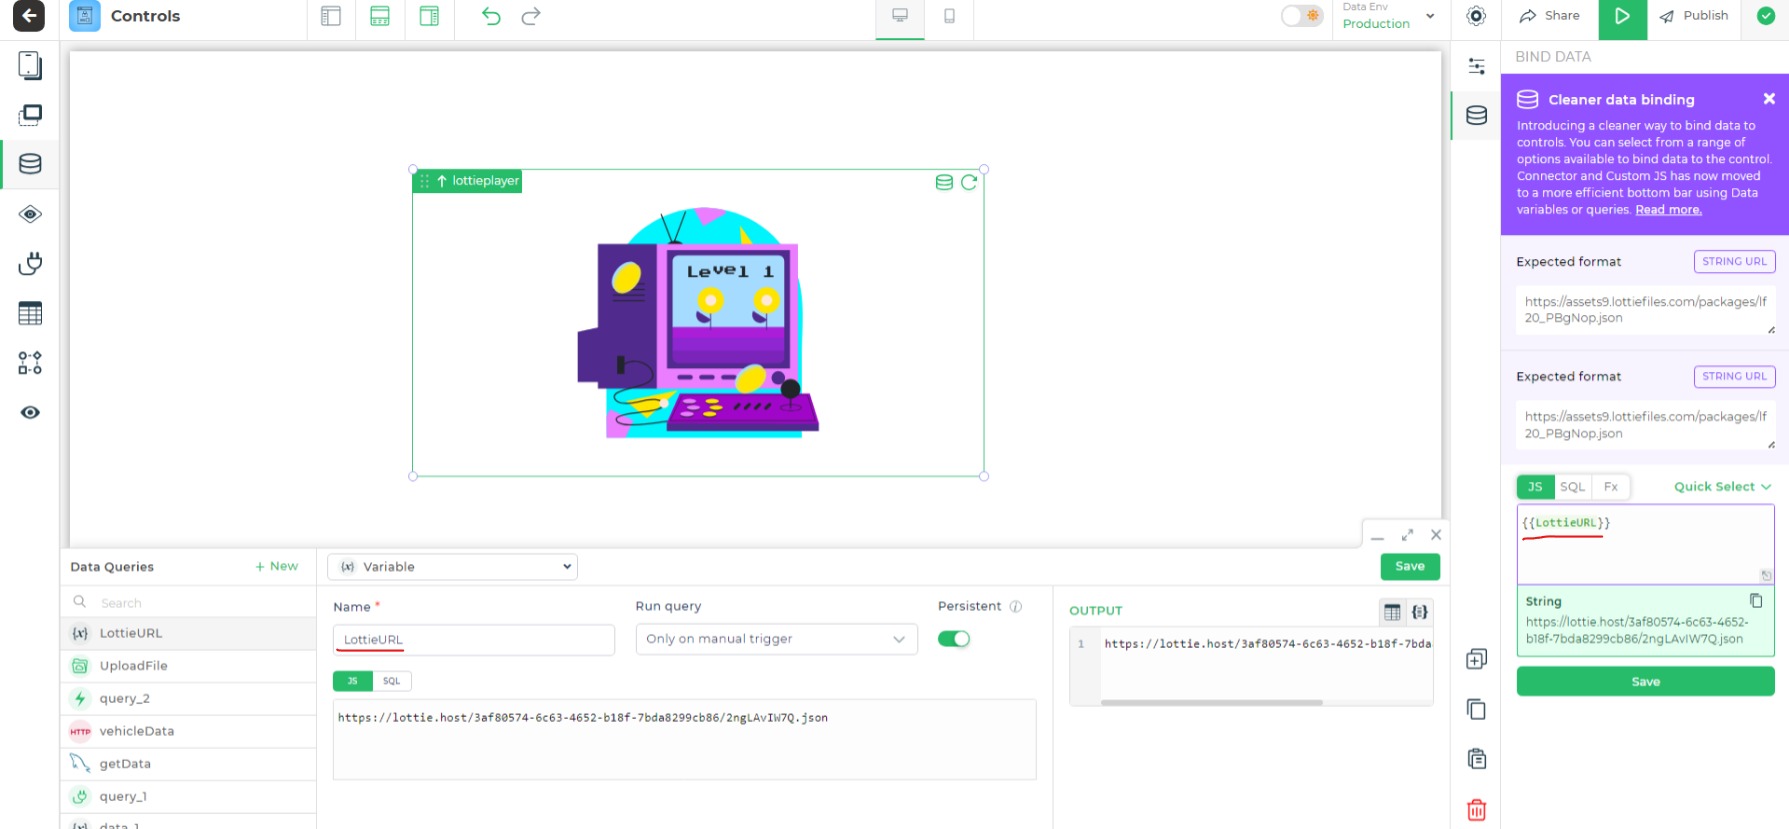 Controls
Data Env
Production
Share
Publish
lottieplayer
Level 1
BIND DATA
Cleaner data binding
Introducing a cleaner way to bind data to
controls. You can select from a range of
options available to bind data to the control.
Connector and Custom JS has now moved
to a more efficient bottom bar using Data
variables or queries. Read more.
Expected format STRING URL
https://assets9.lottiefiles.com/packages/lf
20_PBgNop.json
Expected format STRING URL
https://assets9.lottiefiles.com/packages/lf
20_PBgNop.json
JS SQL Fx Quick Select
{{LottieURL}}
String
https://lottie.host/3af80574-6c63-4652-
b18f-7bda8299cb86/2ngLAvIW7Q.json
Save
Data Queries + New
Search
{x} LottieURL
UploadFile
query_2
HTTP vehicleData
getData
query_1
{x} data_1
{x} Variable
Save
Name *
LottieURL
Run query
Only on manual trigger
Persistent i
JS SQL
https://lottie.host/3af80574-6c63-4652-b18f-7bda8299cb86/2ngLAvIW7Q.json
OUTPUT
1 https://lottie.host/3af80574-6c63-4652-b18f-7bda